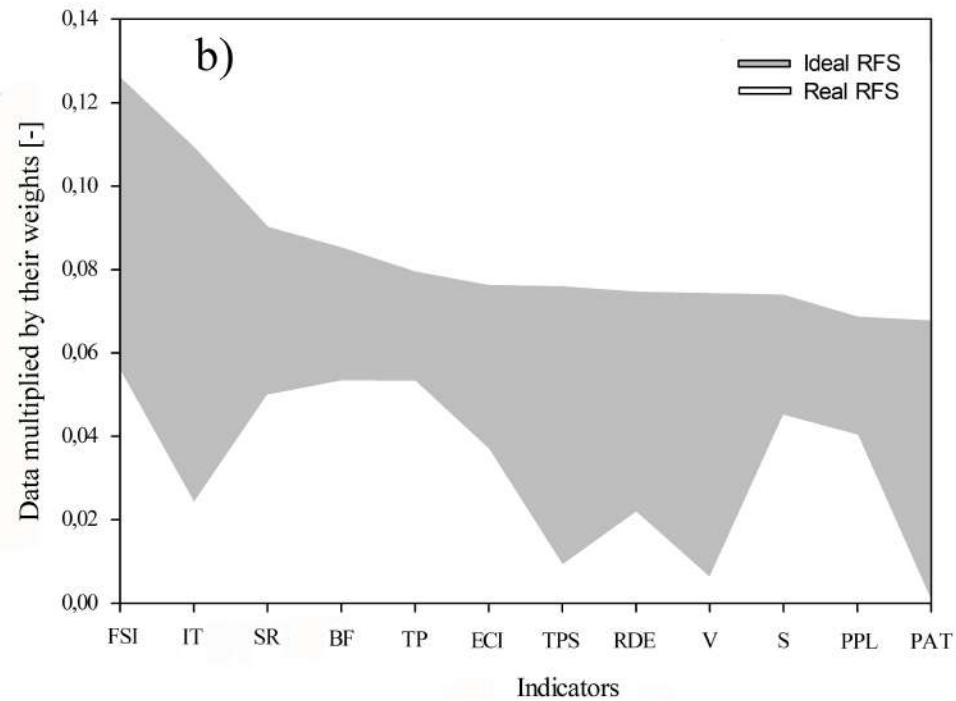 b)
Ideal RFS
Real RFS
Data multiplied by their weights [-]
0,14
0,12
0,10
0,08
0,06
0,04
0,02
0,00
FSI IT SR BF TP ECI TPS RDE V S PPL PAT
Indicators